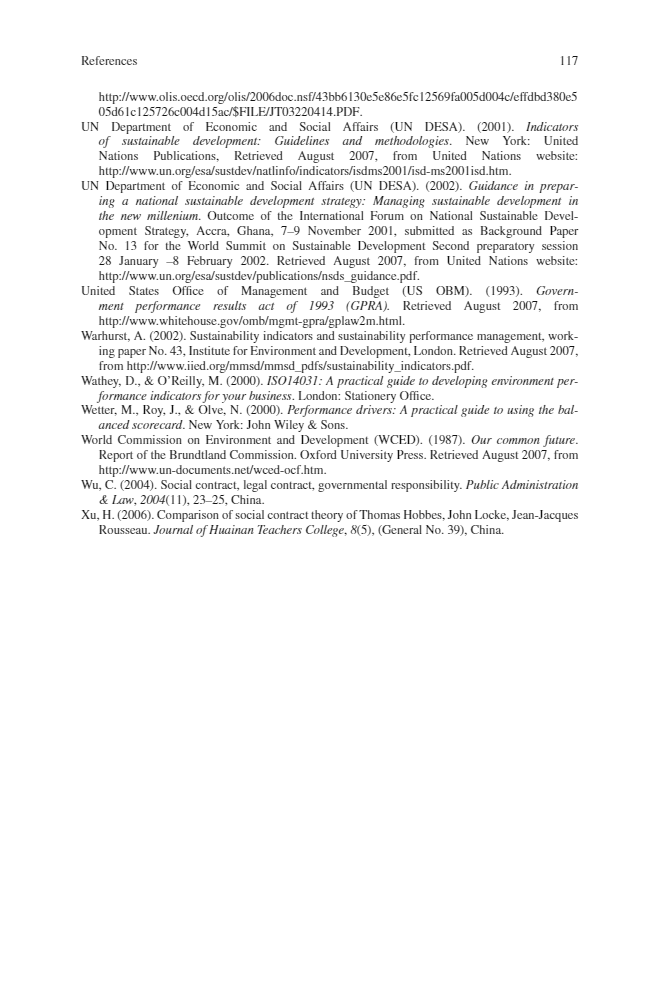 References 117
http://www.olis.oecd.org/olis/2006doc.nsf/43bb6130e5e86e5fc12569fa005d004c/effdbd380e5
05d61c125726c004d15ac/$FILE/JT03220414.PDF.
UN Department of Economic and Social Affairs (UN DESA). (2001). Indicators
of sustainable development: Guidelines and methodologies. New York: United
Nations Publications, Retrieved August 2007, from United Nations website:
http://www.un.org/esa/sustdev/natlinfo/indicators/isdms2001/isd-ms2001isd.htm.
UN Department of Economic and Social Affairs (UN DESA). (2002). Guidance in prepar-
ing a national sustainable development strategy: Managing sustainable development in
the new millenium. Outcome of the International Forum on National Sustainable Devel-
opment Strategy, Accra, Ghana, 7–9 November 2001, submitted as Background Paper
No. 13 for the World Summit on Sustainable Development Second preparatory session
28 January –8 February 2002. Retrieved August 2007, from United Nations website:
http://www.un.org/esa/sustdev/publications/nsds_guidance.pdf.
United States Office of Management and Budget (US OBM). (1993). Govern-
ment performance results act of 1993 (GPRA). Retrieved August 2007, from
http://www.whitehouse.gov/omb/mgmt-gpra/gplaw2m.html.
Warhurst, A. (2002). Sustainability indicators and sustainability performance management, work-
ing paper No. 43, Institute for Environment and Development, London. Retrieved August 2007,
from http://www.iied.org/mmsd/mmsd_pdfs/sustainability_indicators.pdf.
Wathey, D., & O’Reilly, M. (2000). ISO14031: A practical guide to developing environment per-
formance indicators for your business. London: Stationery Office.
Wetter, M., Roy, J., & Olve, N. (2000). Performance drivers: A practical guide to using the bal-
anced scorecard. New York: John Wiley & Sons.
World Commission on Environment and Development (WCED). (1987). Our common future.
Report of the Brundtland Commission. Oxford University Press. Retrieved August 2007, from
http://www.un-documents.net/wced-ocf.htm.
Wu, C. (2004). Social contract, legal contract, governmental responsibility. Public Administration
& Law, 2004(11), 23–25, China.
Xu, H. (2006). Comparison of social contract theory of Thomas Hobbes, John Locke, Jean-Jacques
Rousseau. Journal of Huainan Teachers College, 8(5), (General No. 39), China.